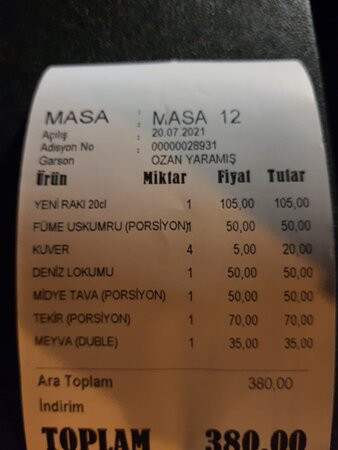 MASA : MASA 12
Açılış : 20.07.2021
Adisyon No : 00000028931
Garson : OZAN YARAMIŞ
Ürün Miktar Fiyat Tutar
YENİ RAKI 20cl 1 105,00 105,00
FÜME USKUMRU (PORSİYON) 1 50,00 50,00
KUVER 4 5,00 20,00
DENİZ LOKUMU 1 50,00 50,00
MİDYE TAVA (PORSİYON) 1 50,00 50,00
TEKİR (PORSİYON) 1 70,00 70,00
MEYVA (DUBLE) 1 35,00 35,00
Ara Toplam 380,00
İndirim
TOPLAM 380,00